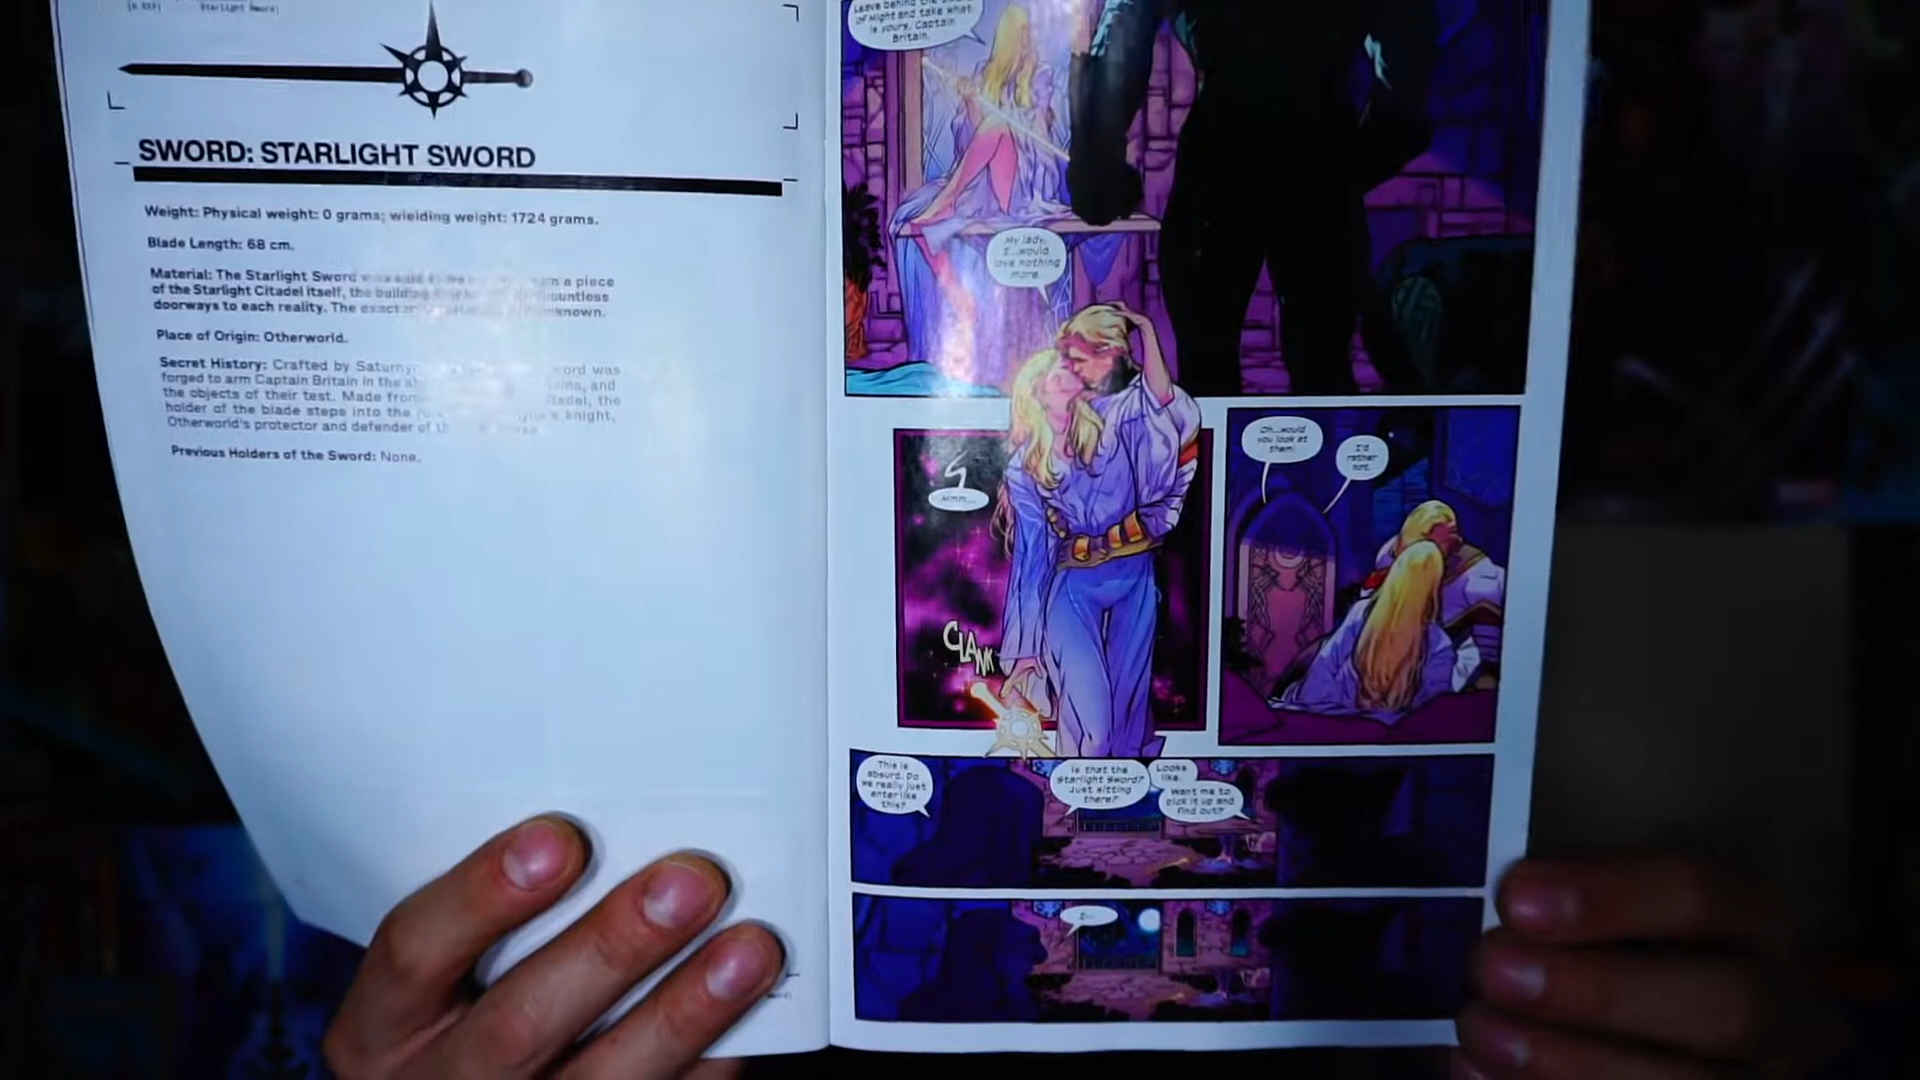 Starlight Sword]
SWORD: STARLIGHT SWORD
Weight: Physical weight: 0 grams; wielding weight: 1724 grams.
Blade Length: 68 cm.
Material: The Starlight Sword a piece
of the Starlight Citadel itself, the building countless
doorways to each reality. The exact unknown.
Place of Origin: Otherworld.
Secret History: Crafted by Saturnyne sword was
forged to arm Captain Britain in the and
the objects of their test. Made from Citadel, the
holder of the blade steps into the knight,
Otherworld's protector and defender of
Previous Holders of the Sword: None.
Leave behind the
of Might and take what
is yours, Captain
Britain.
My lady,
I...would
love nothing
more.
Mmm...
CLANK
Oh...would
you look at
them!
I'd
rather
not.
This is
absurd. Do
we really just
enter like
this?
Is that the
Starlight Sword?
Just sitting
there?
Looks
like.
Want me to
pick it up and
find out?
I--